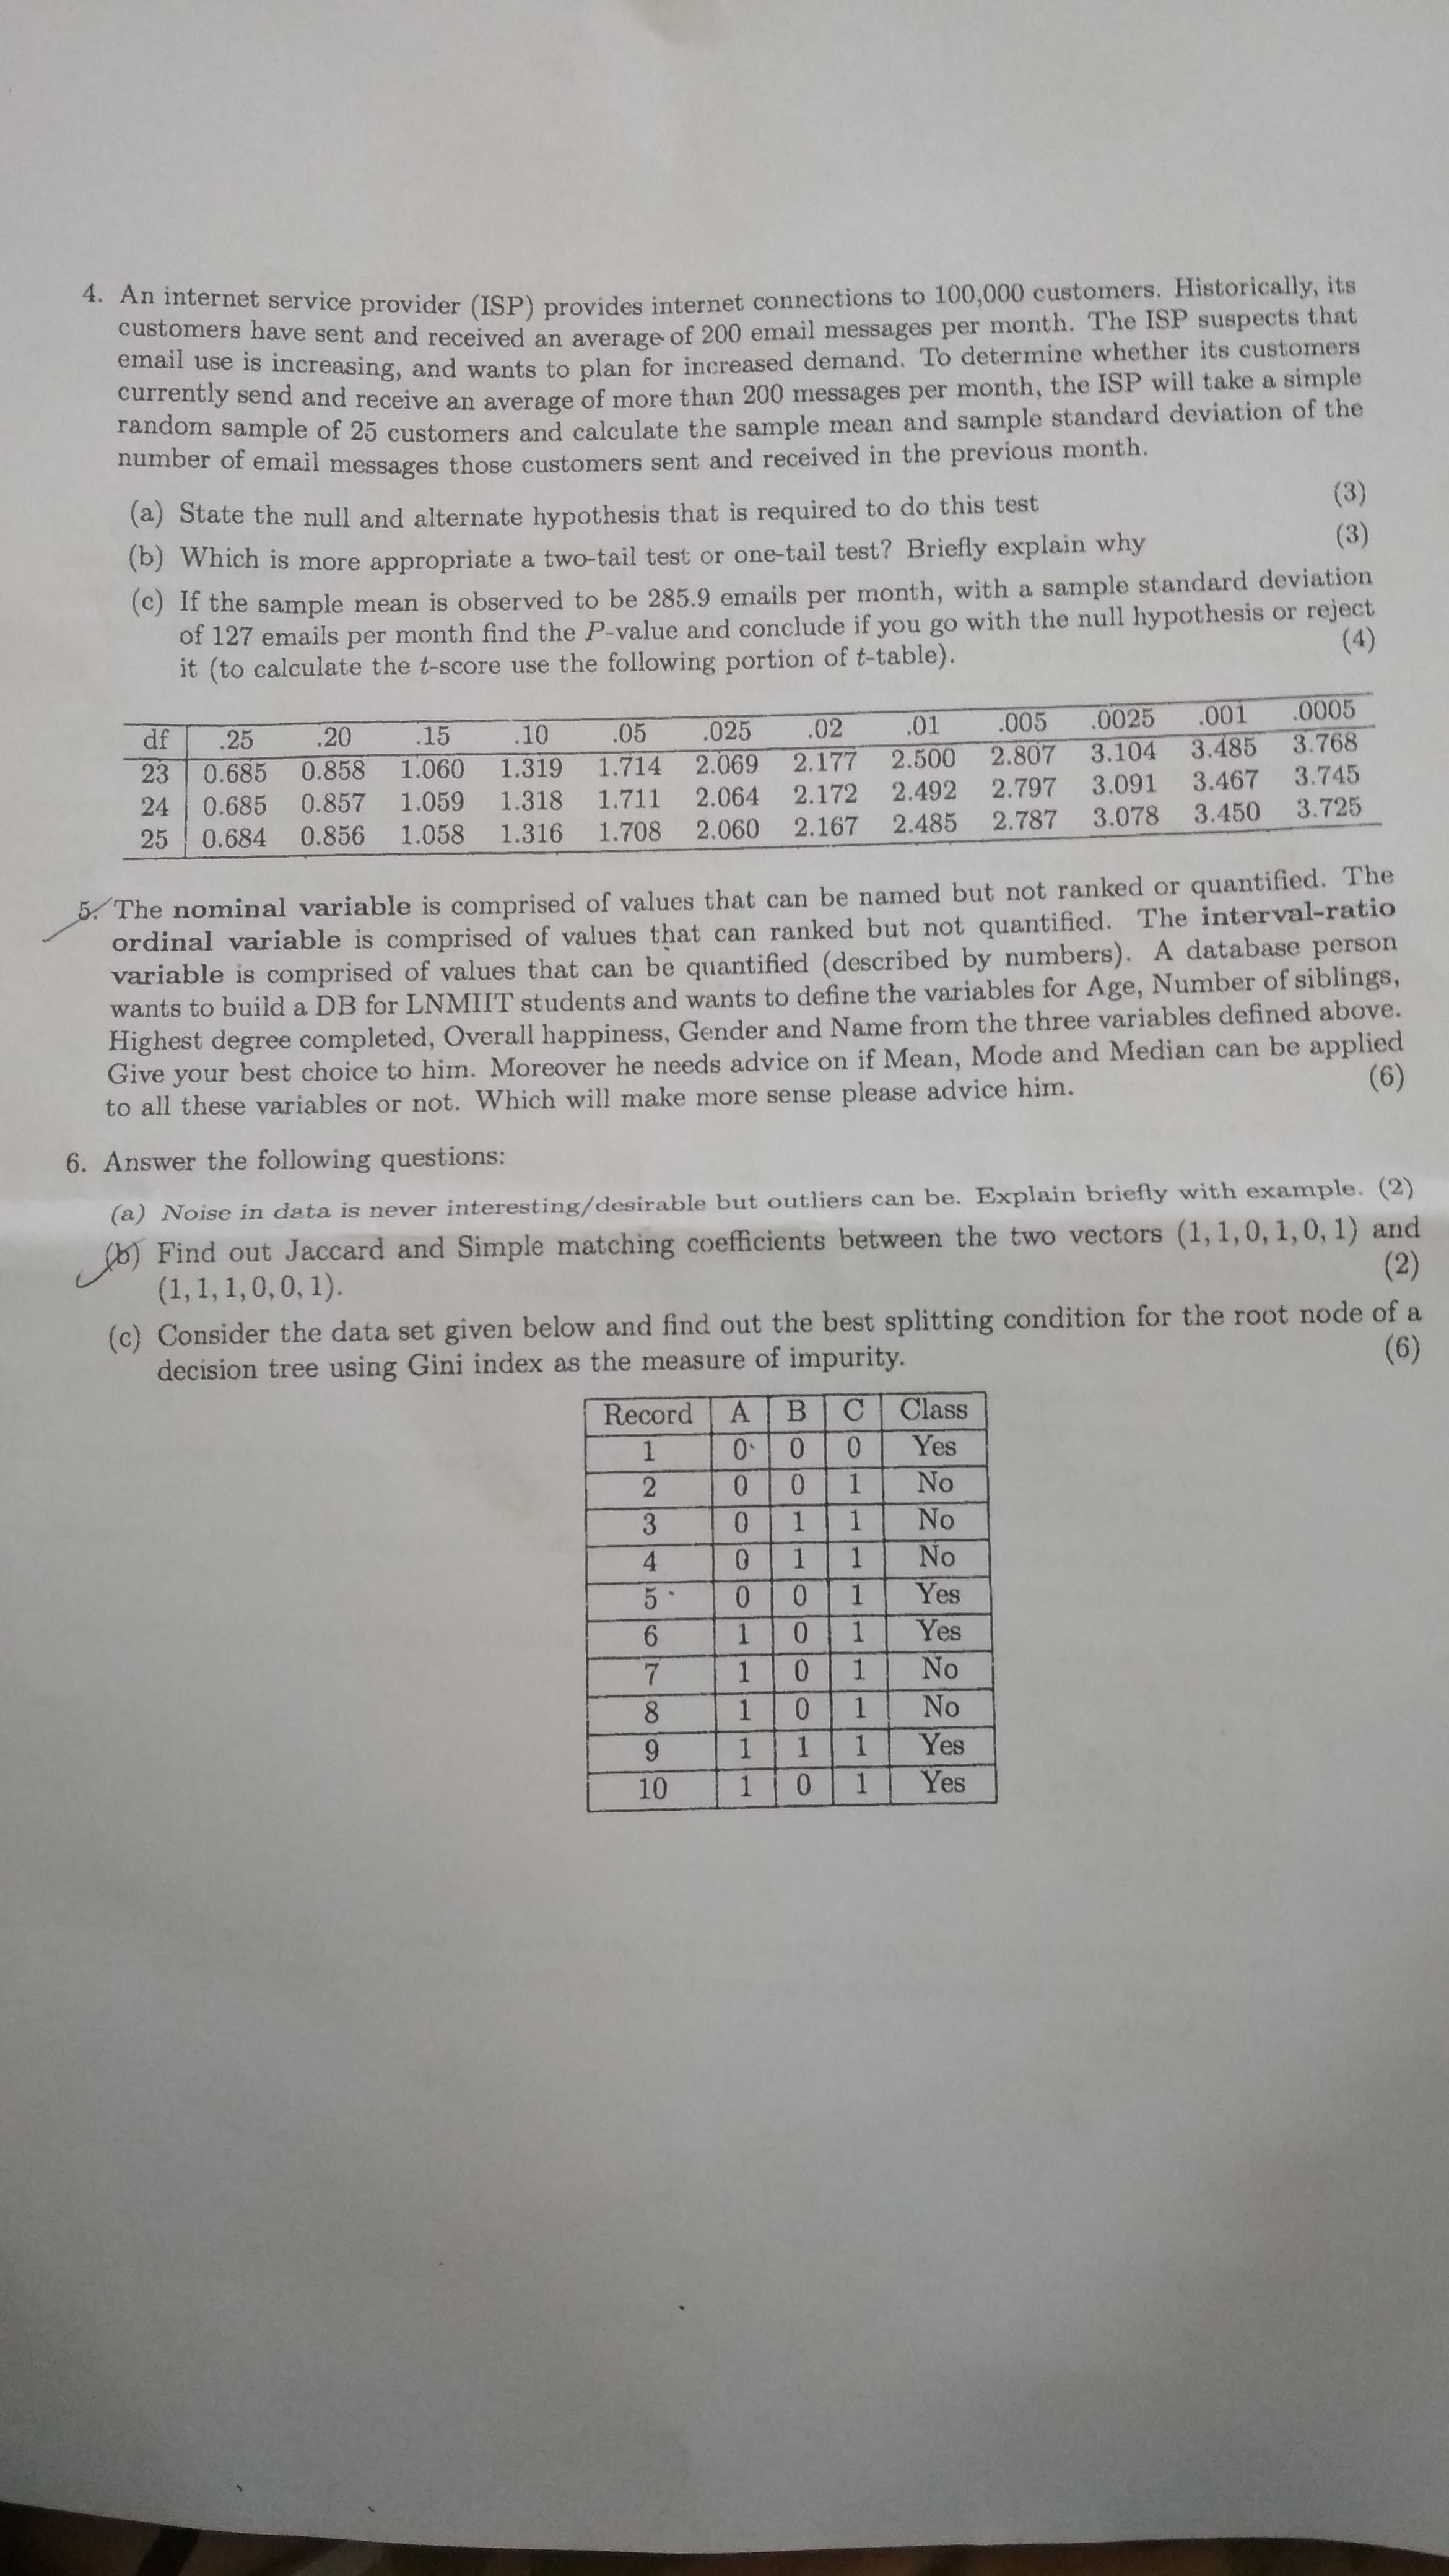 4. An internet service provider (ISP) provides internet connections to 100,000 customers. Historically, its
customers have sent and received an average of 200 email messages per month. The ISP suspects that
email use is increasing, and wants to plan for increased demand. To determine whether its customers
currently send and receive an average of more than 200 messages per month, the ISP will take a simple
random sample of 25 customers and calculate the sample mean and sample standard deviation of the
number of email messages those customers sent and received in the previous month.
(a) State the null and alternate hypothesis that is required to do this test (3)
(b) Which is more appropriate a two-tail test or one-tail test? Briefly explain why (3)
(c) If the sample mean is observed to be 285.9 emails per month, with a sample standard deviation
of 127 emails per month find the P-value and conclude if you go with the null hypothesis or reject
it (to calculate the t-score use the following portion of t-table). (4)
df .25 .20 .15 .10 .05 .025 .02 .01 .005 .0025 .001 .0005
23 0.685 0.858 1.060 1.319 1.714 2.069 2.177 2.500 2.807 3.104 3.485 3.768
24 0.685 0.857 1.059 1.318 1.711 2.064 2.172 2.492 2.797 3.091 3.467 3.745
25 0.684 0.856 1.058 1.316 1.708 2.060 2.167 2.485 2.787 3.078 3.450 3.725
5. The nominal variable is comprised of values that can be named but not ranked or quantified. The
ordinal variable is comprised of values that can ranked but not quantified. The interval-ratio
variable is comprised of values that can be quantified (described by numbers). A database person
wants to build a DB for LNMIIT students and wants to define the variables for Age, Number of siblings,
Highest degree completed, Overall happiness, Gender and Name from the three variables defined above.
Give your best choice to him. Moreover he needs advice on if Mean, Mode and Median can be applied
to all these variables or not. Which will make more sense please advice him. (6)
6. Answer the following questions:
(a) Noise in data is never interesting/desirable but outliers can be. Explain briefly with example. (2)
(b) Find out Jaccard and Simple matching coefficients between the two vectors (1, 1, 0, 1, 0, 1) and
(1, 1, 1, 0, 0, 1). (2)
(c) Consider the data set given below and find out the best splitting condition for the root node of a
decision tree using Gini index as the measure of impurity. (6)
Record A B C Class
1 0 0 0 Yes
2 0 0 1 No
3 0 1 1 No
4 0 1 1 No
5 0 0 1 Yes
6 1 0 1 Yes
7 1 0 1 No
8 1 0 1 No
9 1 1 1 Yes
10 1 0 1 Yes